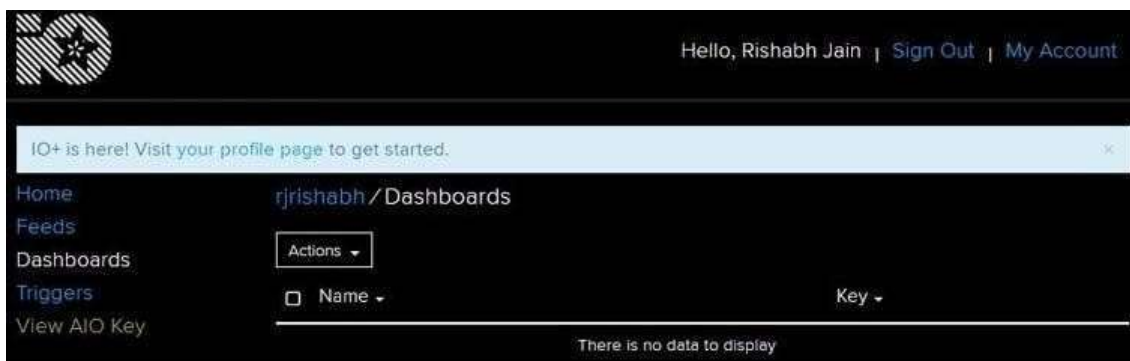 iO
Hello, Rishabh Jain | Sign Out | My Account
IO+ is here! Visit your profile page to get started. ×
Home
Feeds
Dashboards
Triggers
View AIO Key
rjrishabh / Dashboards
Actions
Name
Key
There is no data to display